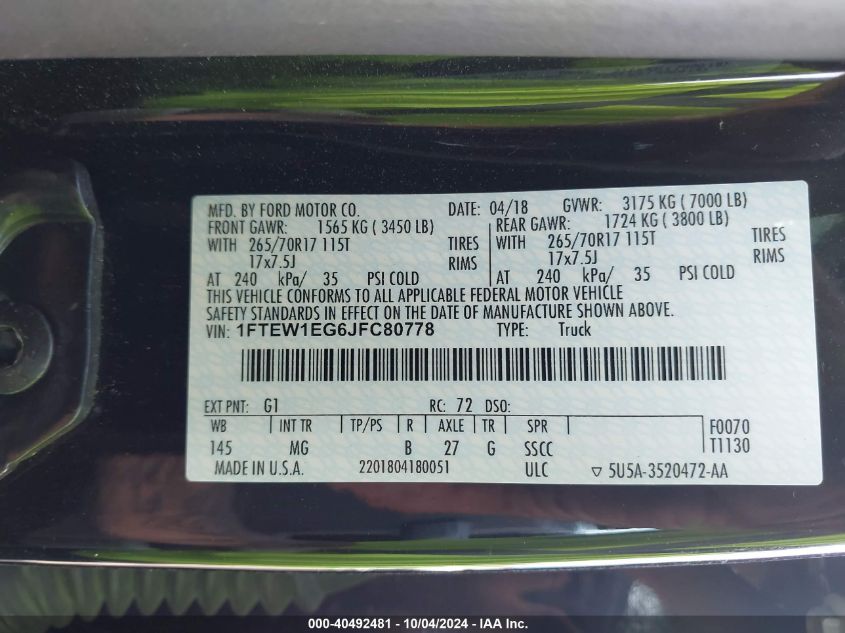 MFD. BY FORD MOTOR CO. DATE: 04/18 GVWR: 3175 KG ( 7000 LB)
FRONT GAWR: 1565 KG ( 3450 LB) REAR GAWR: 1724 KG ( 3800 LB)
WITH 265/70R17 115T TIRES WITH 265/70R17 115T TIRES
17x7.5J RIMS 17x7.5J RIMS
AT 240 kPa/ 35 PSI COLD AT 240 kPa/ 35 PSI COLD
THIS VEHICLE CONFORMS TO ALL APPLICABLE FEDERAL MOTOR VEHICLE
SAFETY STANDARDS IN EFFECT ON THE DATE OF MANUFACTURE SHOWN ABOVE.
VIN: 1FTEW1EG6JFC80778 TYPE: Truck
EXT PNT: G1 RC: 72 DSO:
WB INT TR TP/PS R AXLE TR SPR F0070
145 MG B 27 G SSCC T1130
MADE IN U.S.A. 2201804180051 ULC ▽ 5U5A-3520472-AA
000-40492481 - 10/04/2024 - IAA Inc.